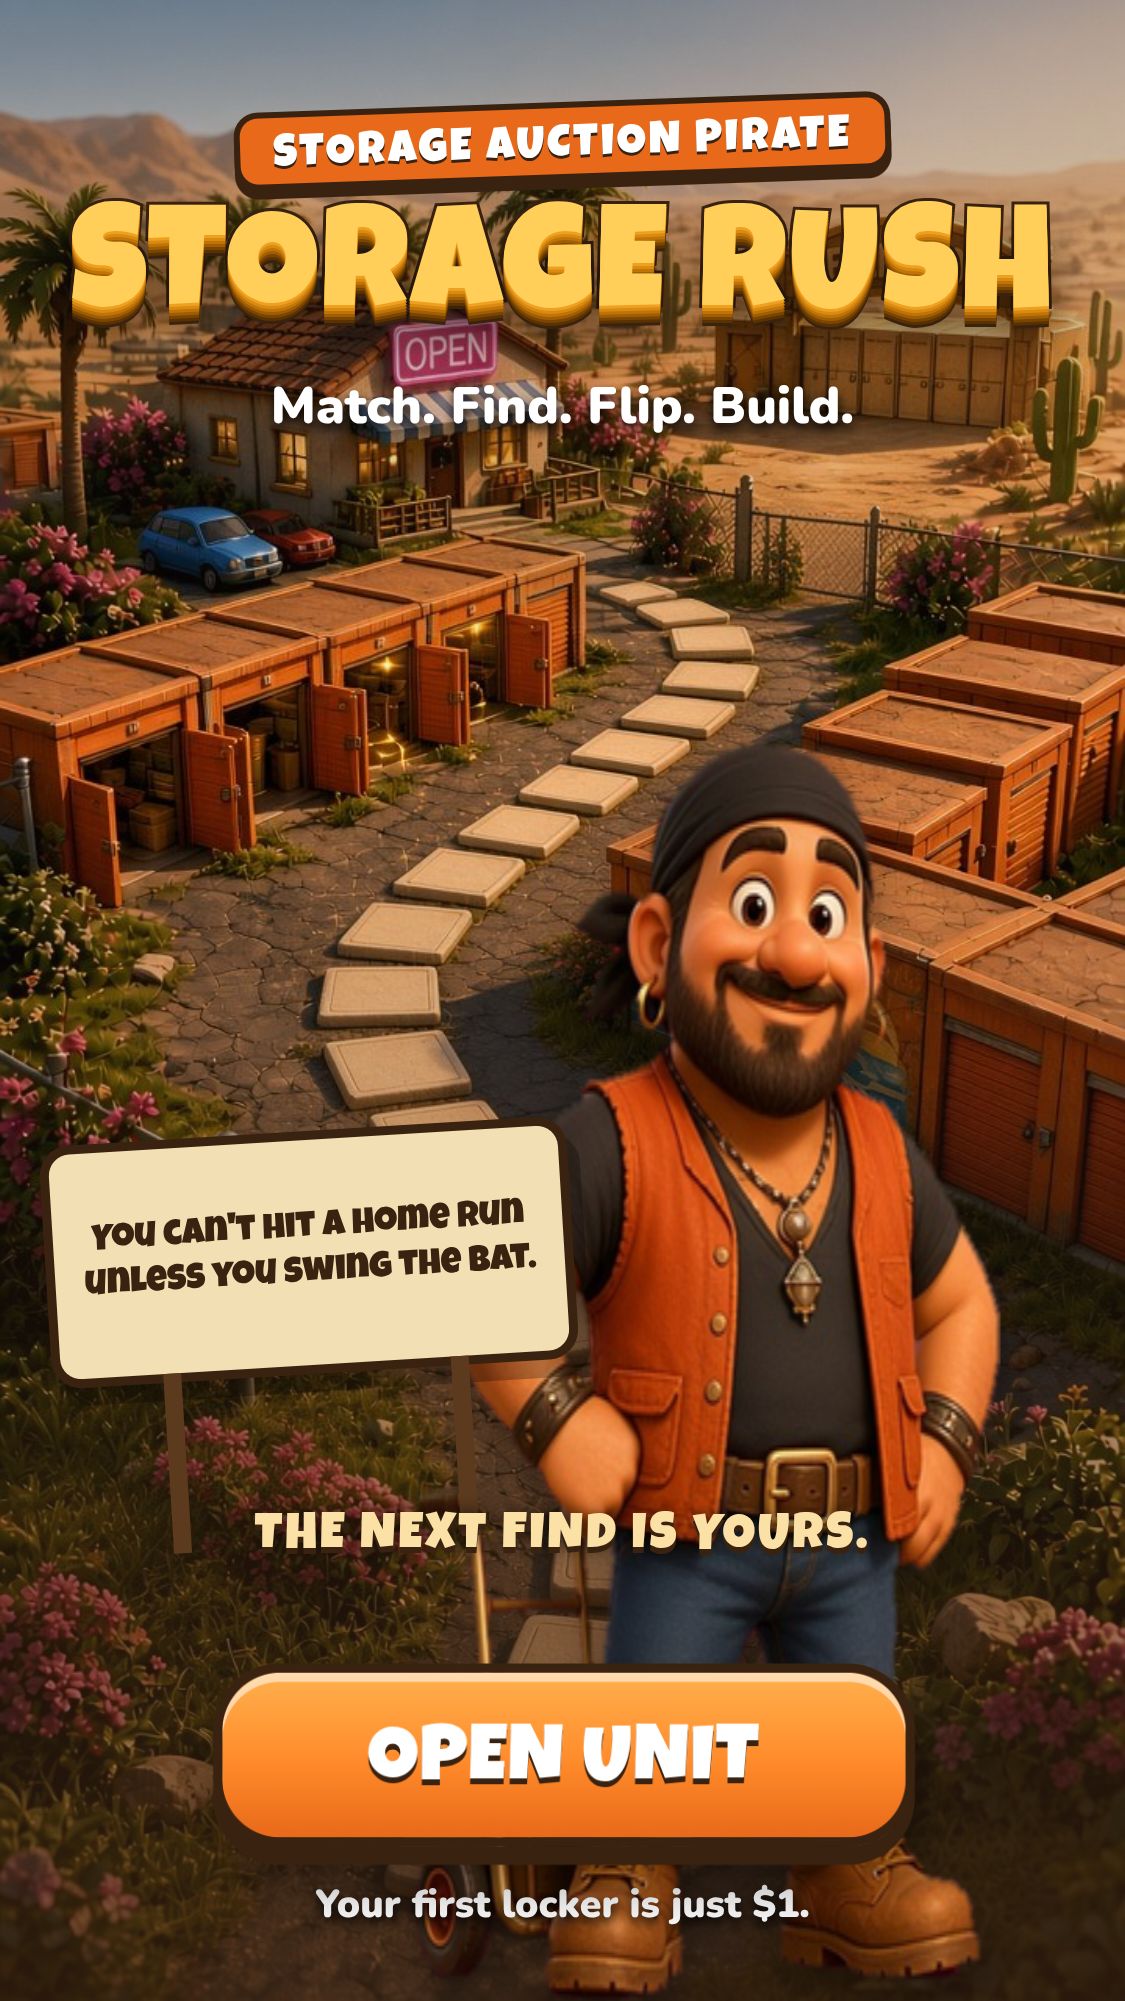 STORAGE AUCTION PIRATE
STORAGE RUSH
OPEN
Match. Find. Flip. Build.
YOU CAN'T HIT A HOME RUN
UNLESS YOU SWING THE BAT.
THE NEXT FIND IS YOURS.
OPEN UNIT
Your first locker is just $1.